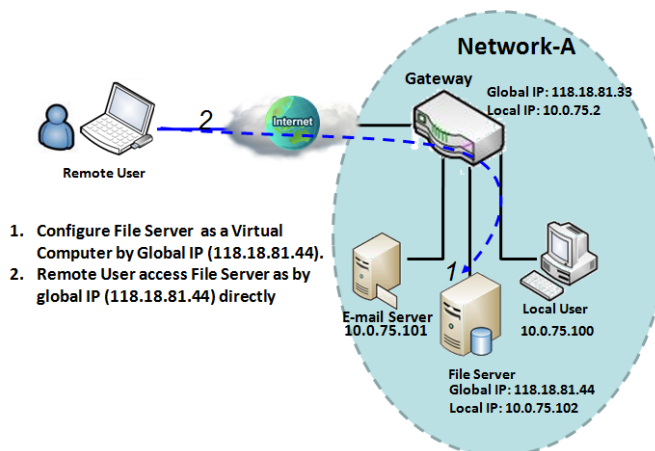 Network-A
Gateway
Global IP: 118.18.81.33
Local IP: 10.0.75.2
2
Internet
Remote User
1. Configure File Server as a Virtual
Computer by Global IP (118.18.81.44).
2. Remote User access File Server as by
global IP (118.18.81.44) directly
1
E-mail Server
10.0.75.101
Local User
10.0.75.100
File Server
Global IP: 118.18.81.44
Local IP: 10.0.75.102